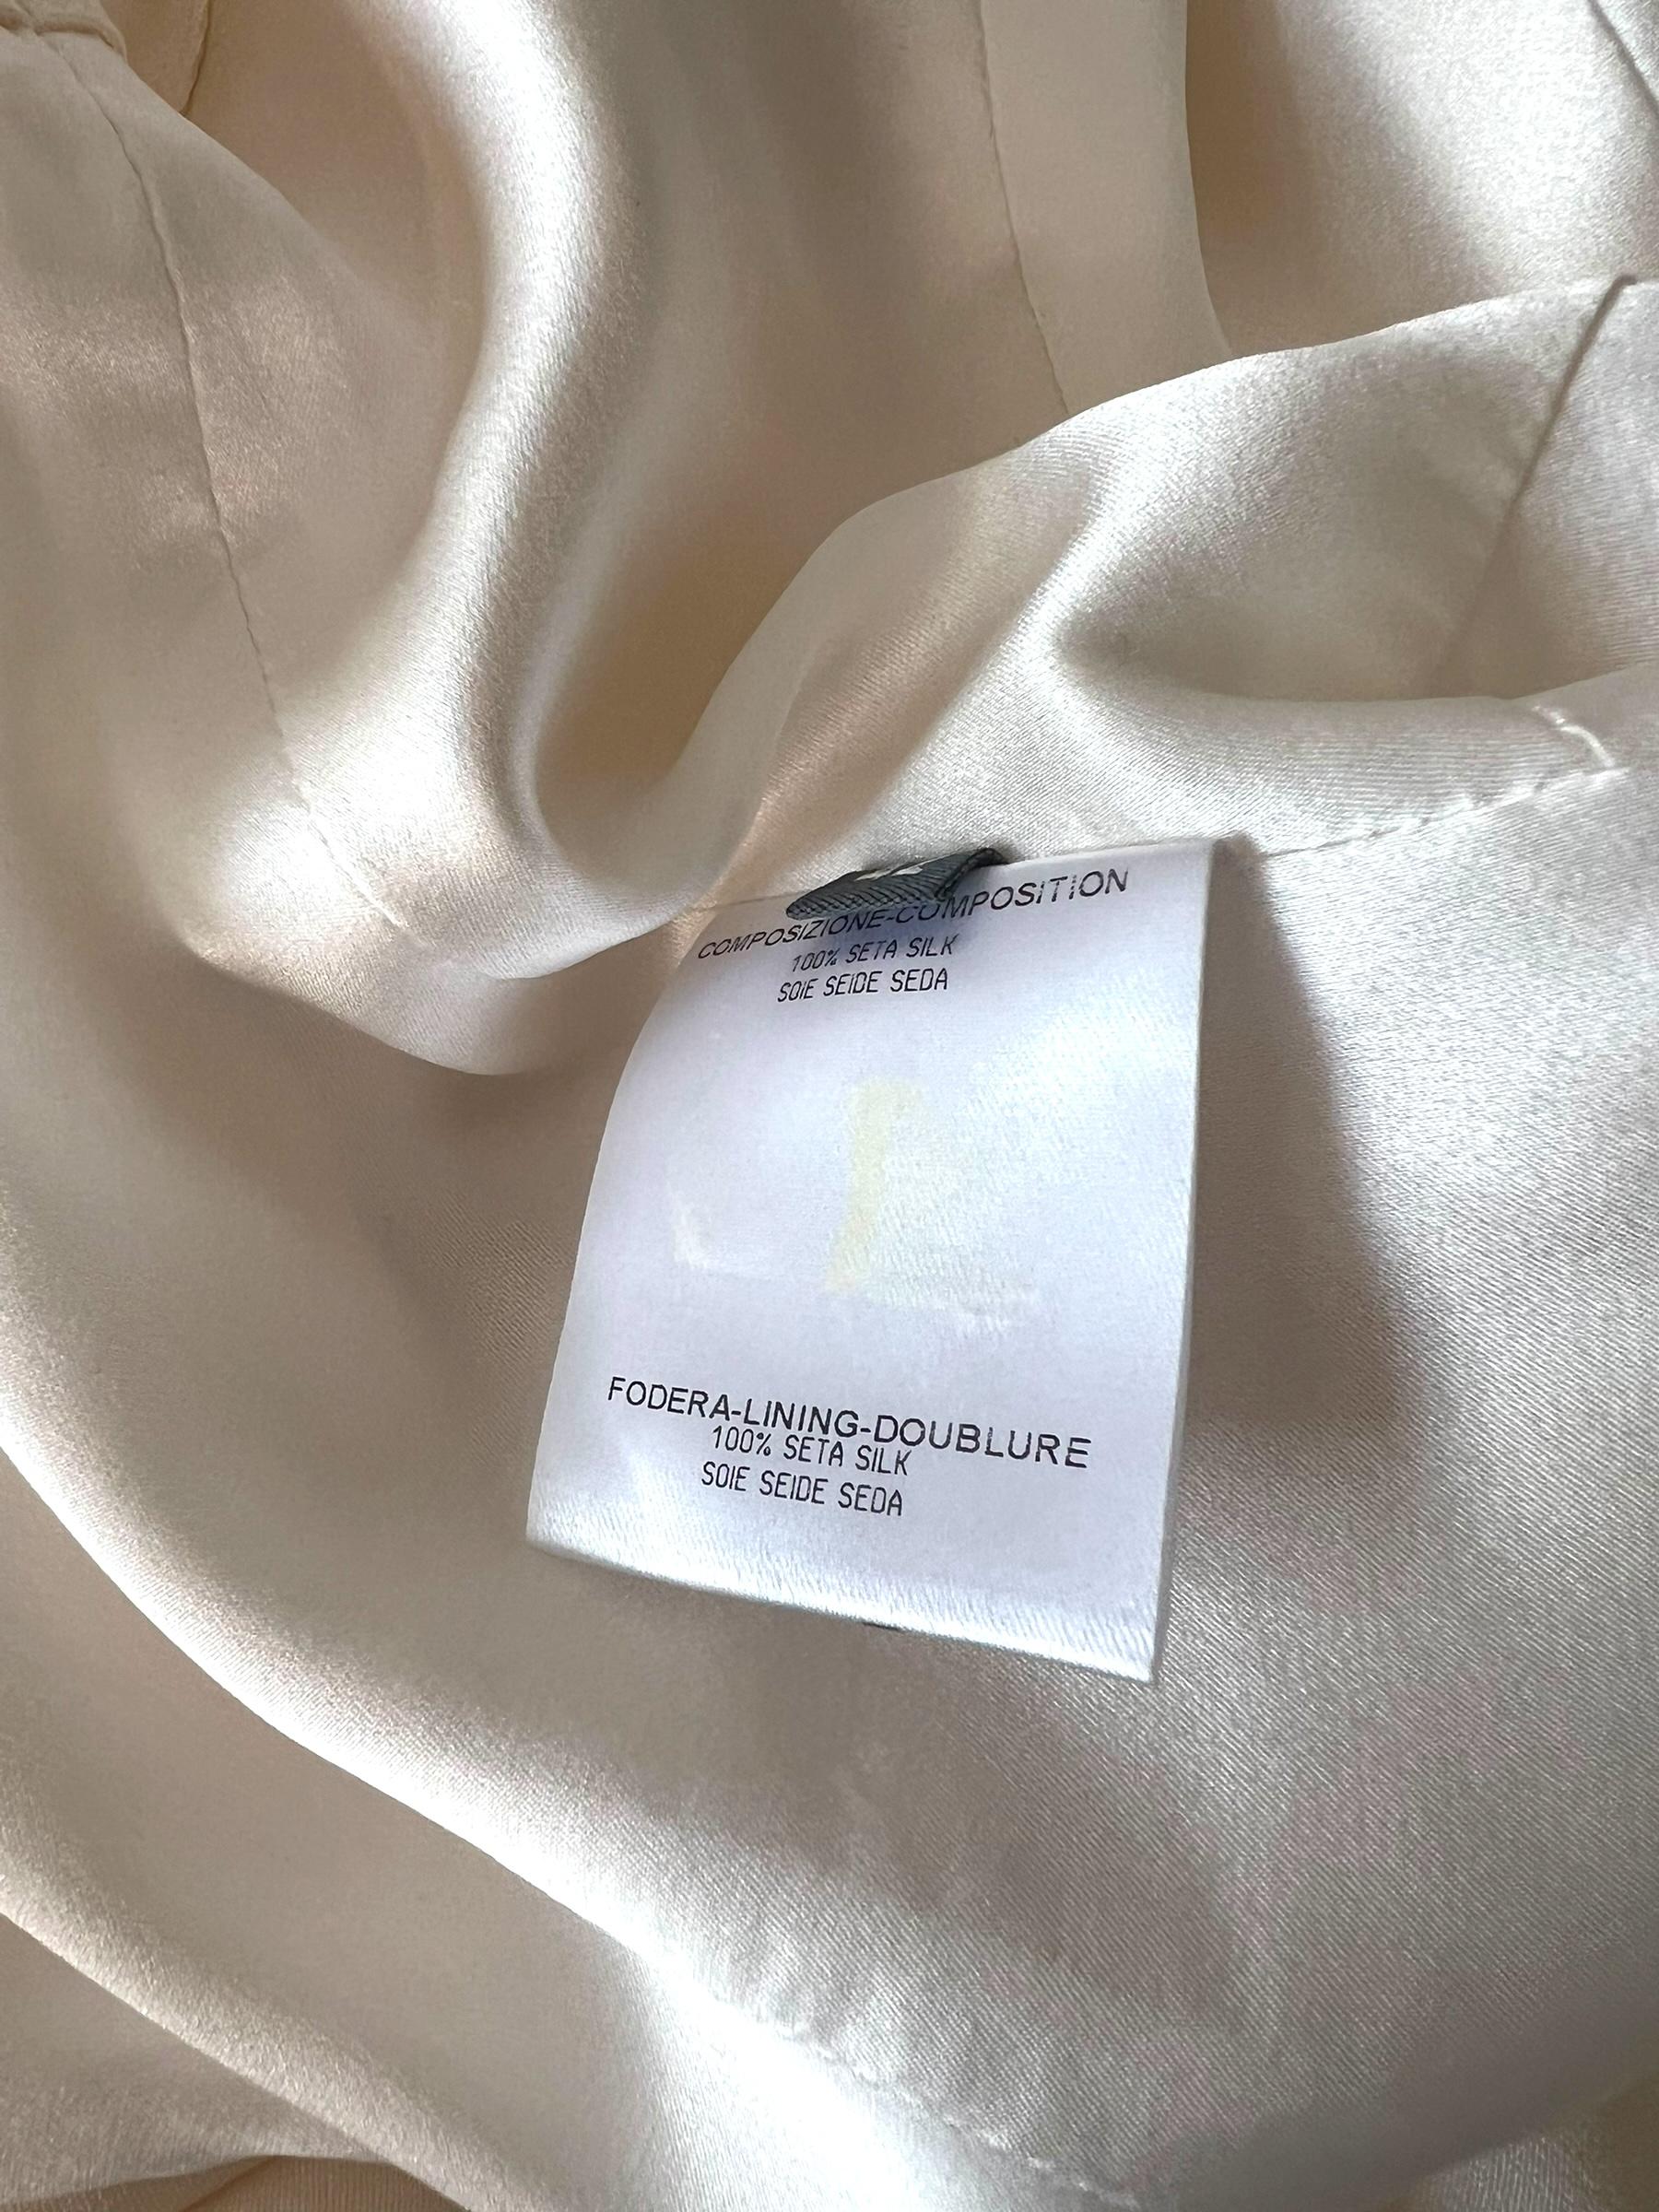 COMPOSIZIONE-COMPOSITION
100% SETA SILK
SOIE SEIDE SEDA
FODERA-LINING-DOUBLURE
100% SETA SILK
SOIE SEIDE SEDA